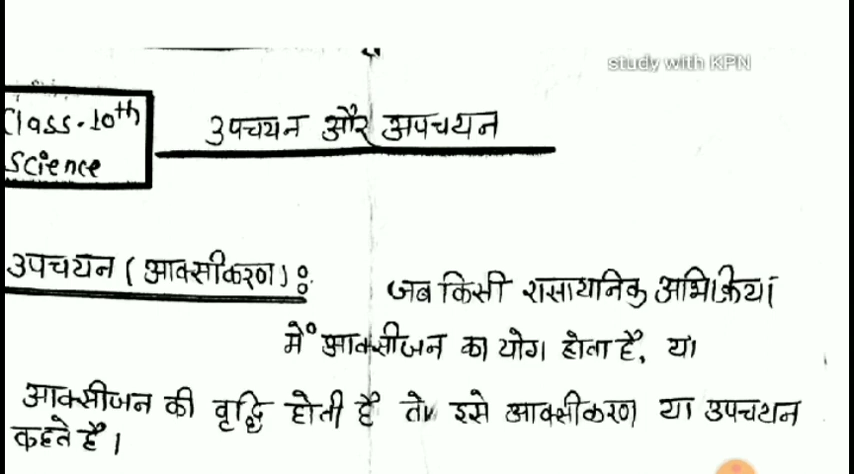 study with KPN
Class-10th
Science
उपचयन और अपचयन
उपचयन (आक्सीकरण) :
जब किसी रासायनिक अभिक्रिया
में आक्सीजन का योग होता है, या
आक्सीजन की वृद्धि होती है तो इसे आक्सीकरण या उपचयन
कहते है।